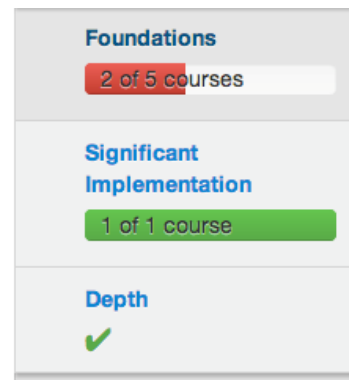 Foundations
2 of 5 courses
Significant
Implementation
1 of 1 course
Depth